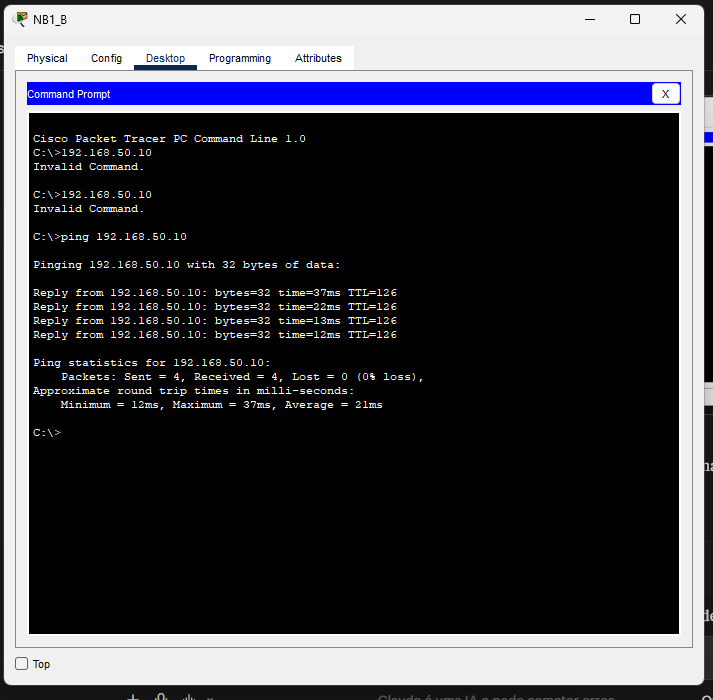 NB1_B
Physical Config Desktop Programming Attributes
Command Prompt X
Cisco Packet Tracer PC Command Line 1.0
C:\>192.168.50.10
Invalid Command.
C:\>192.168.50.10
Invalid Command.
C:\>ping 192.168.50.10
Pinging 192.168.50.10 with 32 bytes of data:
Reply from 192.168.50.10: bytes=32 time=37ms TTL=126
Reply from 192.168.50.10: bytes=32 time=22ms TTL=126
Reply from 192.168.50.10: bytes=32 time=13ms TTL=126
Reply from 192.168.50.10: bytes=32 time=12ms TTL=126
Ping statistics for 192.168.50.10:
Packets: Sent = 4, Received = 4, Lost = 0 (0% loss),
Approximate round trip times in milli-seconds:
Minimum = 12ms, Maximum = 37ms, Average = 21ms
C:\>
Top
Claude é uma IA e pode cometer erros